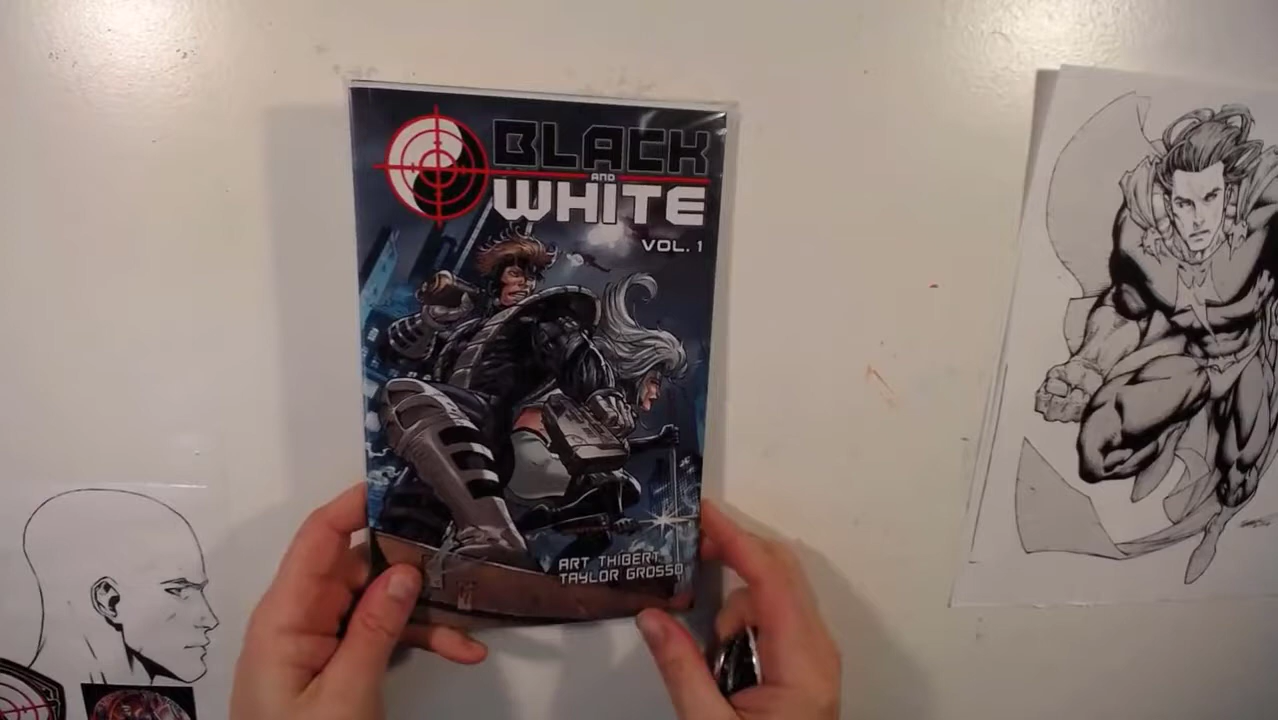 BLACK
AND
WHITE
VOL. 1
ART THIBERT
TAYLOR GROSSO